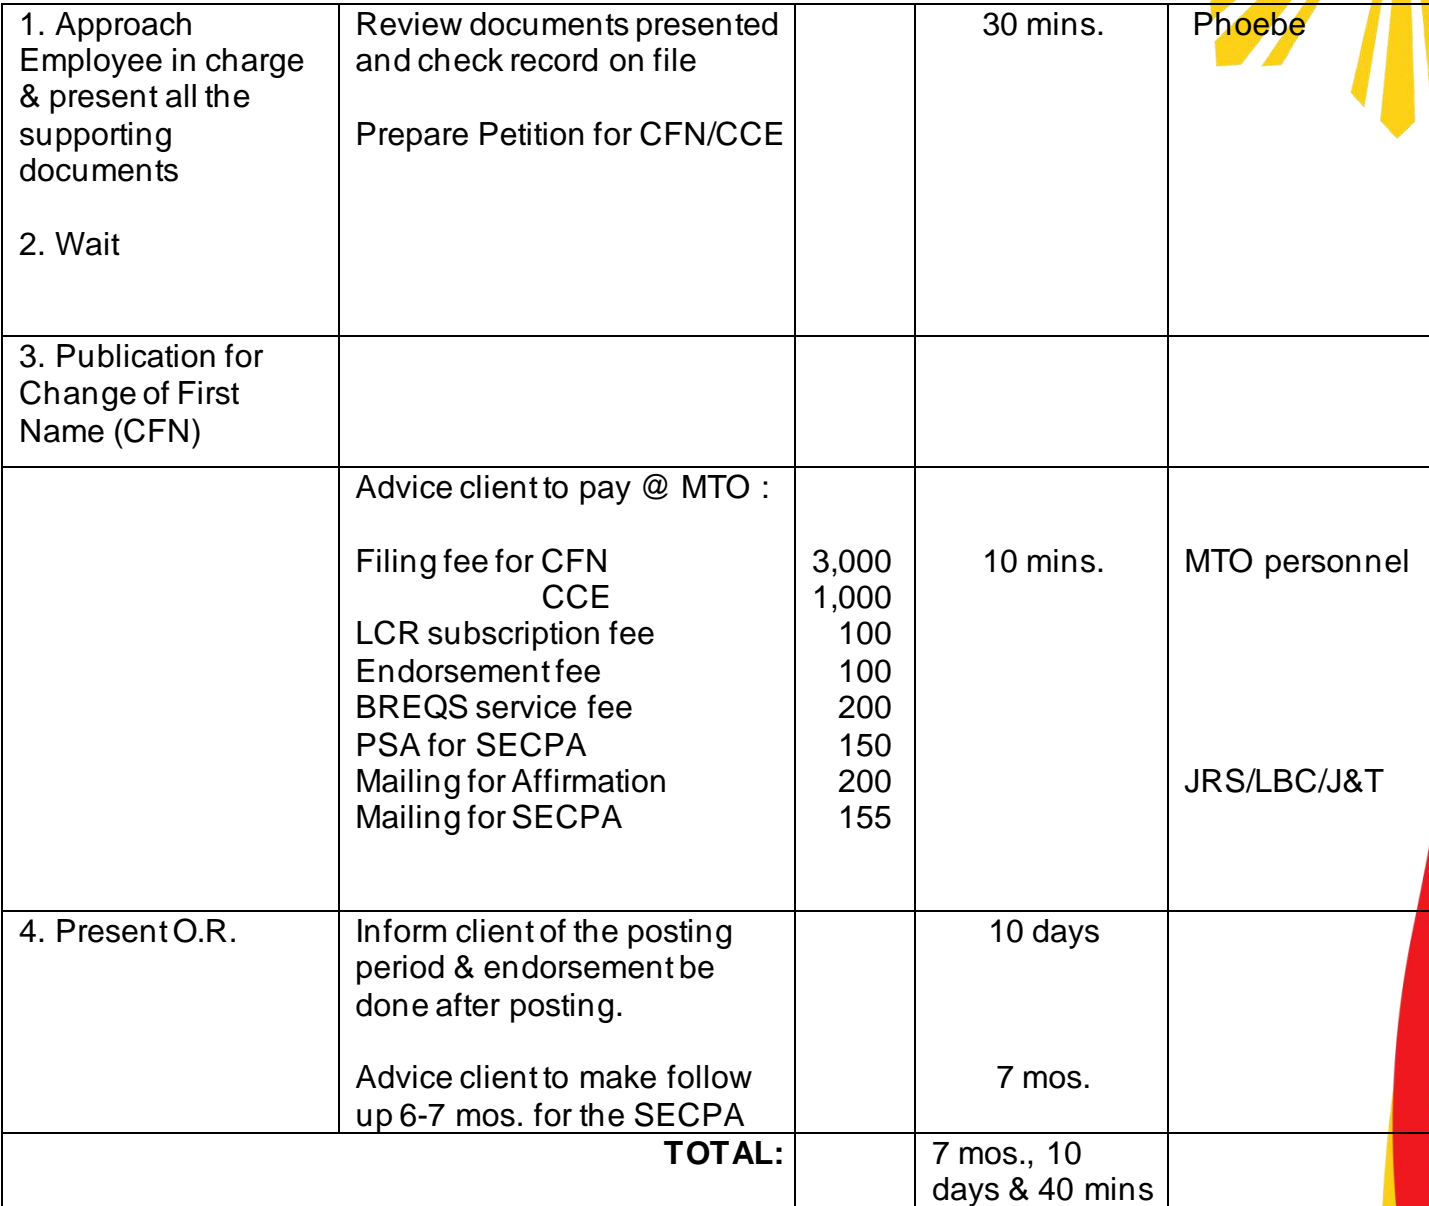 1. Approach
Employee in charge
& present all the
supporting
documents
2. Wait
Review documents presented
and check record on file
Prepare Petition for CFN/CCE
30 mins.
Phoebe
3. Publication for
Change of First
Name (CFN)
Advice client to pay @ MTO :
Filing fee for CFN 3,000 10 mins. MTO personnel
CCE 1,000
LCR subscription fee 100
Endorsement fee 100
BREQS service fee 200
PSA for SECPA 150
Mailing for Affirmation 200 JRS/LBC/J&T
Mailing for SECPA 155
4. Present O.R.
Inform client of the posting
period & endorsement be
done after posting.
10 days
Advice client to make follow
up 6-7 mos. for the SECPA
7 mos.
TOTAL:
7 mos., 10
days & 40 mins